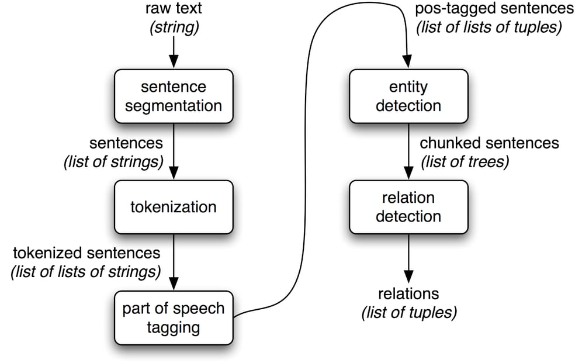 raw text
(string)
sentence
segmentation
sentences
(list of strings)
tokenization
tokenized sentences
(list of lists of strings)
part of speech
tagging
pos-tagged sentences
(list of lists of tuples)
entity
detection
chunked sentences
(list of trees)
relation
detection
relations
(list of tuples)